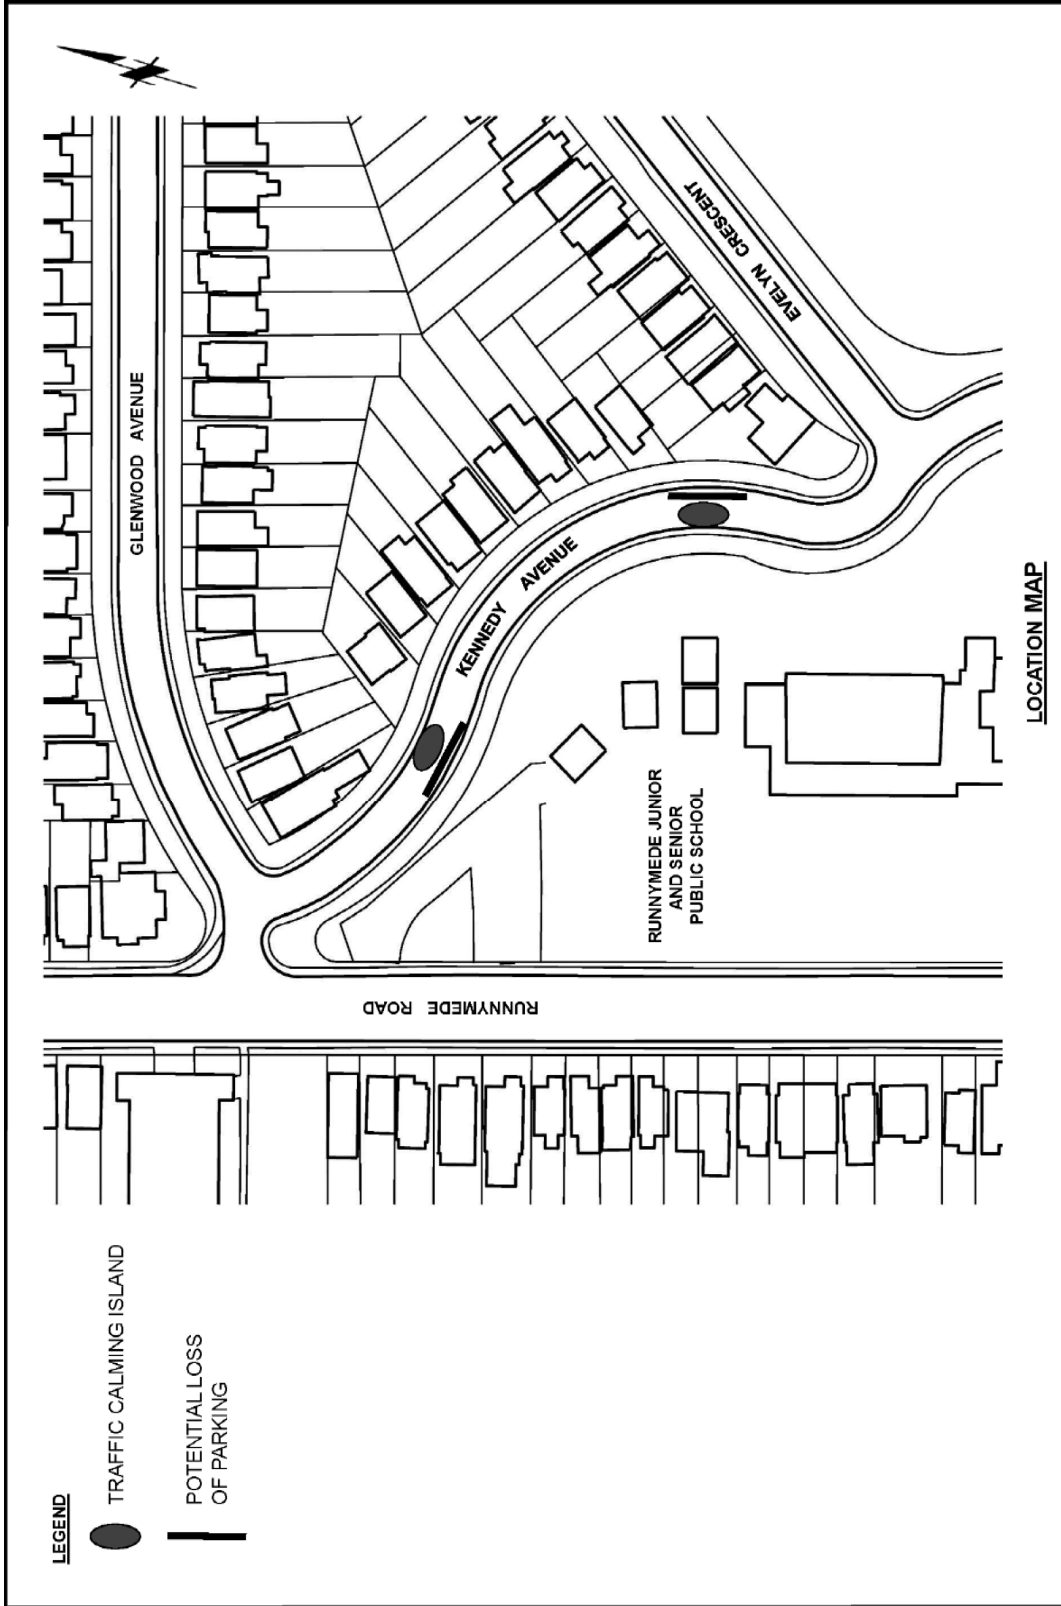 GLENWOOD AVENUE
EVELYN CRESCENT
KENNEDY AVENUE
RUNNYMEDE ROAD
RUNNYMEDE JUNIOR
AND SENIOR
PUBLIC SCHOOL
LEGEND
TRAFFIC CALMING ISLAND
POTENTIAL LOSS
OF PARKING
LOCATION MAP